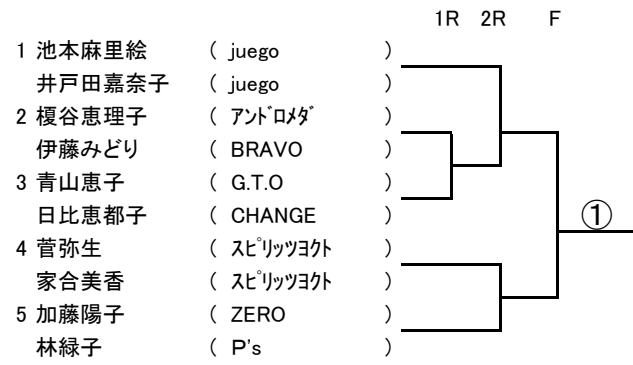 1R 2R F
1 池本麻里絵 ( juego )
井戸田嘉奈子 ( juego )
2 榎谷恵理子 ( ｱﾝﾄﾞﾛﾒﾀﾞ )
伊藤みどり ( BRAVO )
3 青山恵子 ( G.T.O )
日比恵都子 ( CHANGE )
①
4 菅弥生 ( ｽﾋﾟﾘｯﾂﾖｸﾄ )
家合美香 ( ｽﾋﾟﾘｯﾂﾖｸﾄ )
5 加藤陽子 ( ZERO )
林緑子 ( P's )